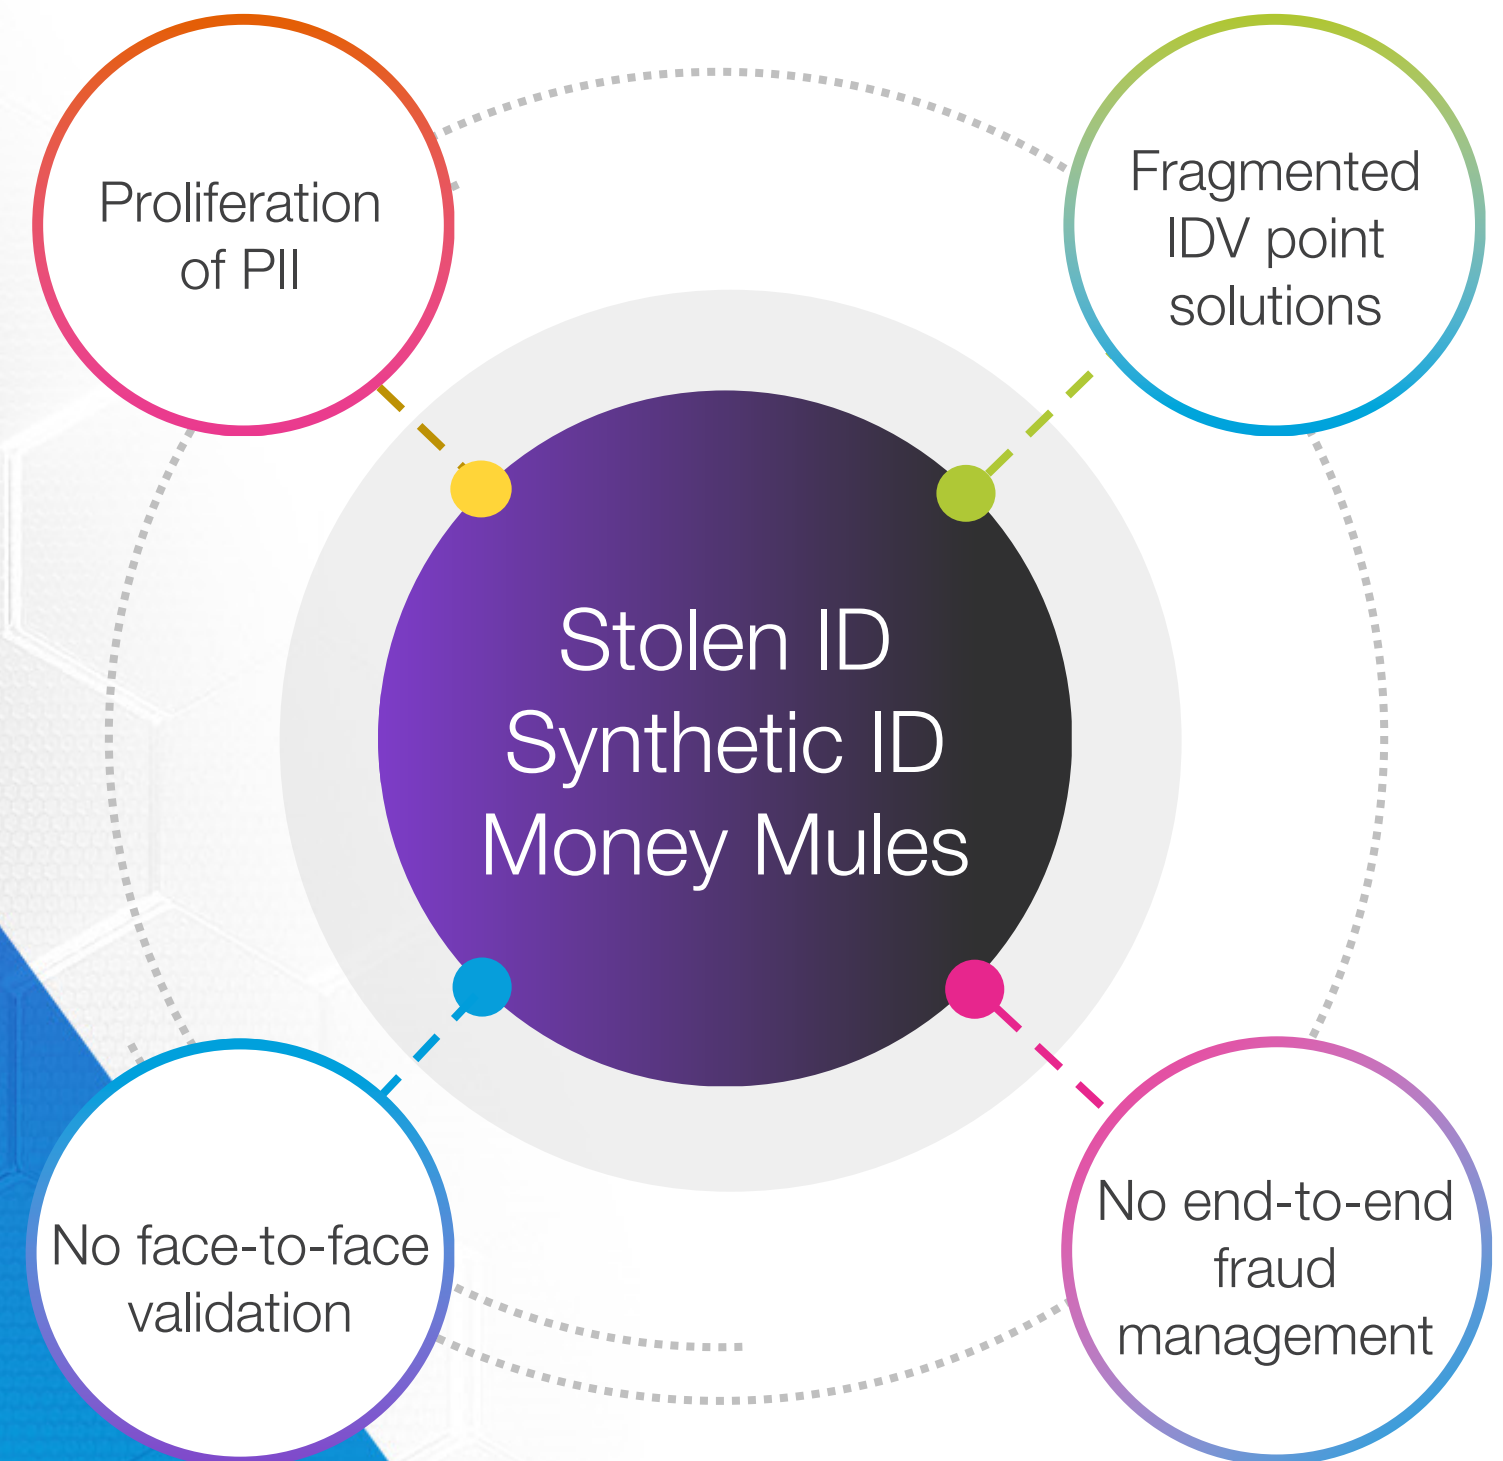 Proliferation
of PII
Fragmented
IDV point
solutions
Stolen ID
Synthetic ID
Money Mules
No face-to-face
validation
No end-to-end
fraud
management